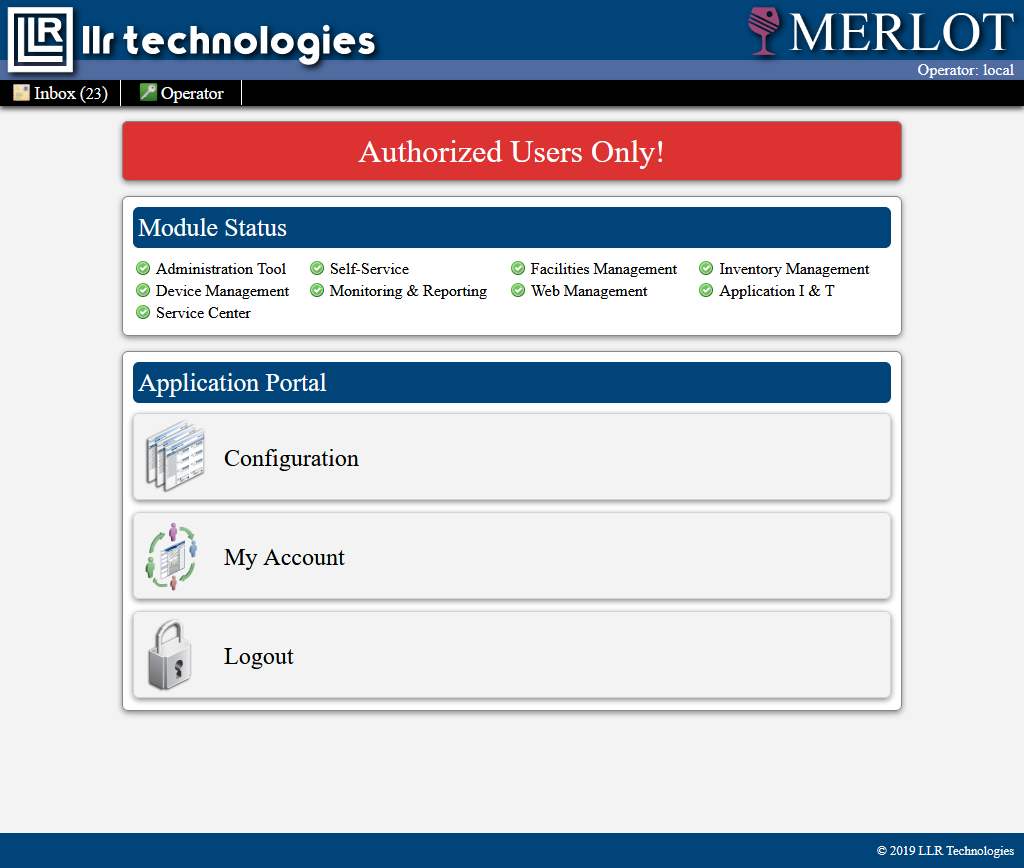 LLR
llr technologies
MERLOT
Operator: local
Inbox (23)
Operator
Authorized Users Only!
Module Status
Administration Tool
Self-Service
Facilities Management
Inventory Management
Device Management
Monitoring & Reporting
Web Management
Application I & T
Service Center
Application Portal
Configuration
My Account
Logout
© 2019 LLR Technologies